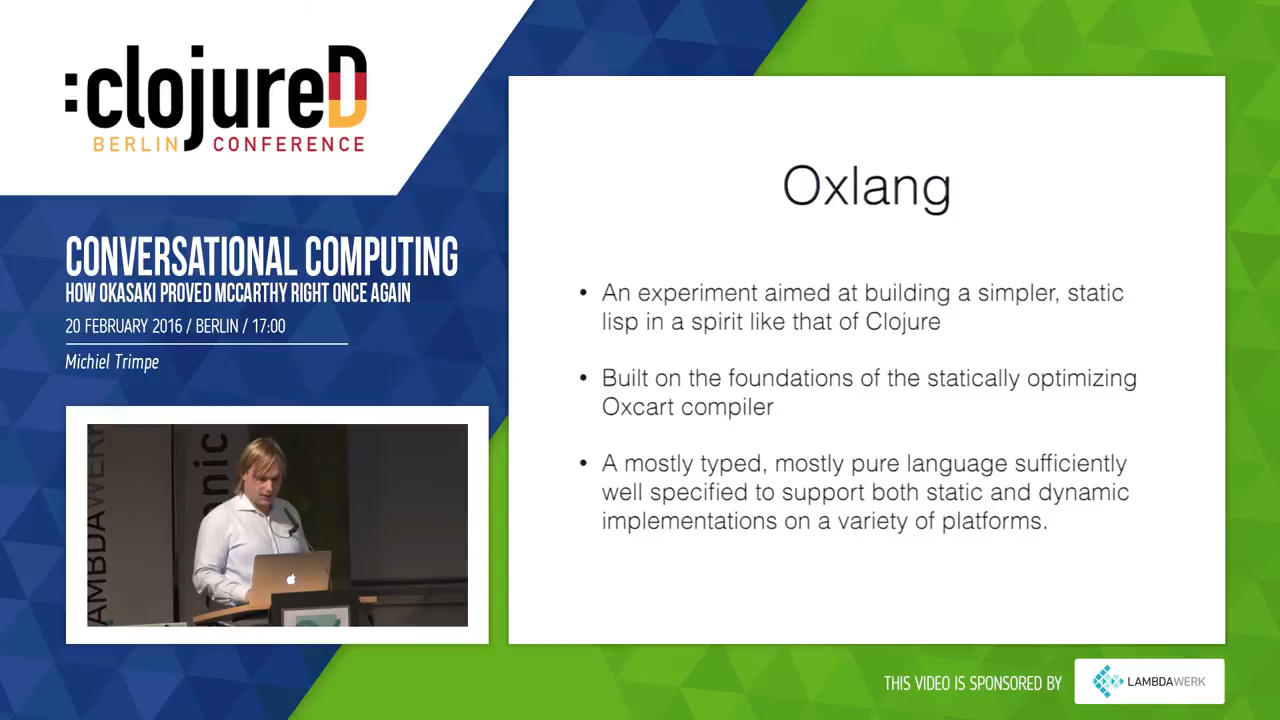 :clojureD
BERLIN CONFERENCE
CONVERSATIONAL COMPUTING
HOW OKASAKI PROVED MCCARTHY RIGHT ONCE AGAIN
20 FEBRUARY 2016 / BERLIN / 17:00
Michiel Trimpe
AMBDAWERK
onic
Oxlang
• An experiment aimed at building a simpler, static
lisp in a spirit like that of Clojure
• Built on the foundations of the statically optimizing
Oxcart compiler
• A mostly typed, mostly pure language sufficiently
well specified to support both static and dynamic
implementations on a variety of platforms.
THIS VIDEO IS SPONSORED BY
LAMBDAWERK